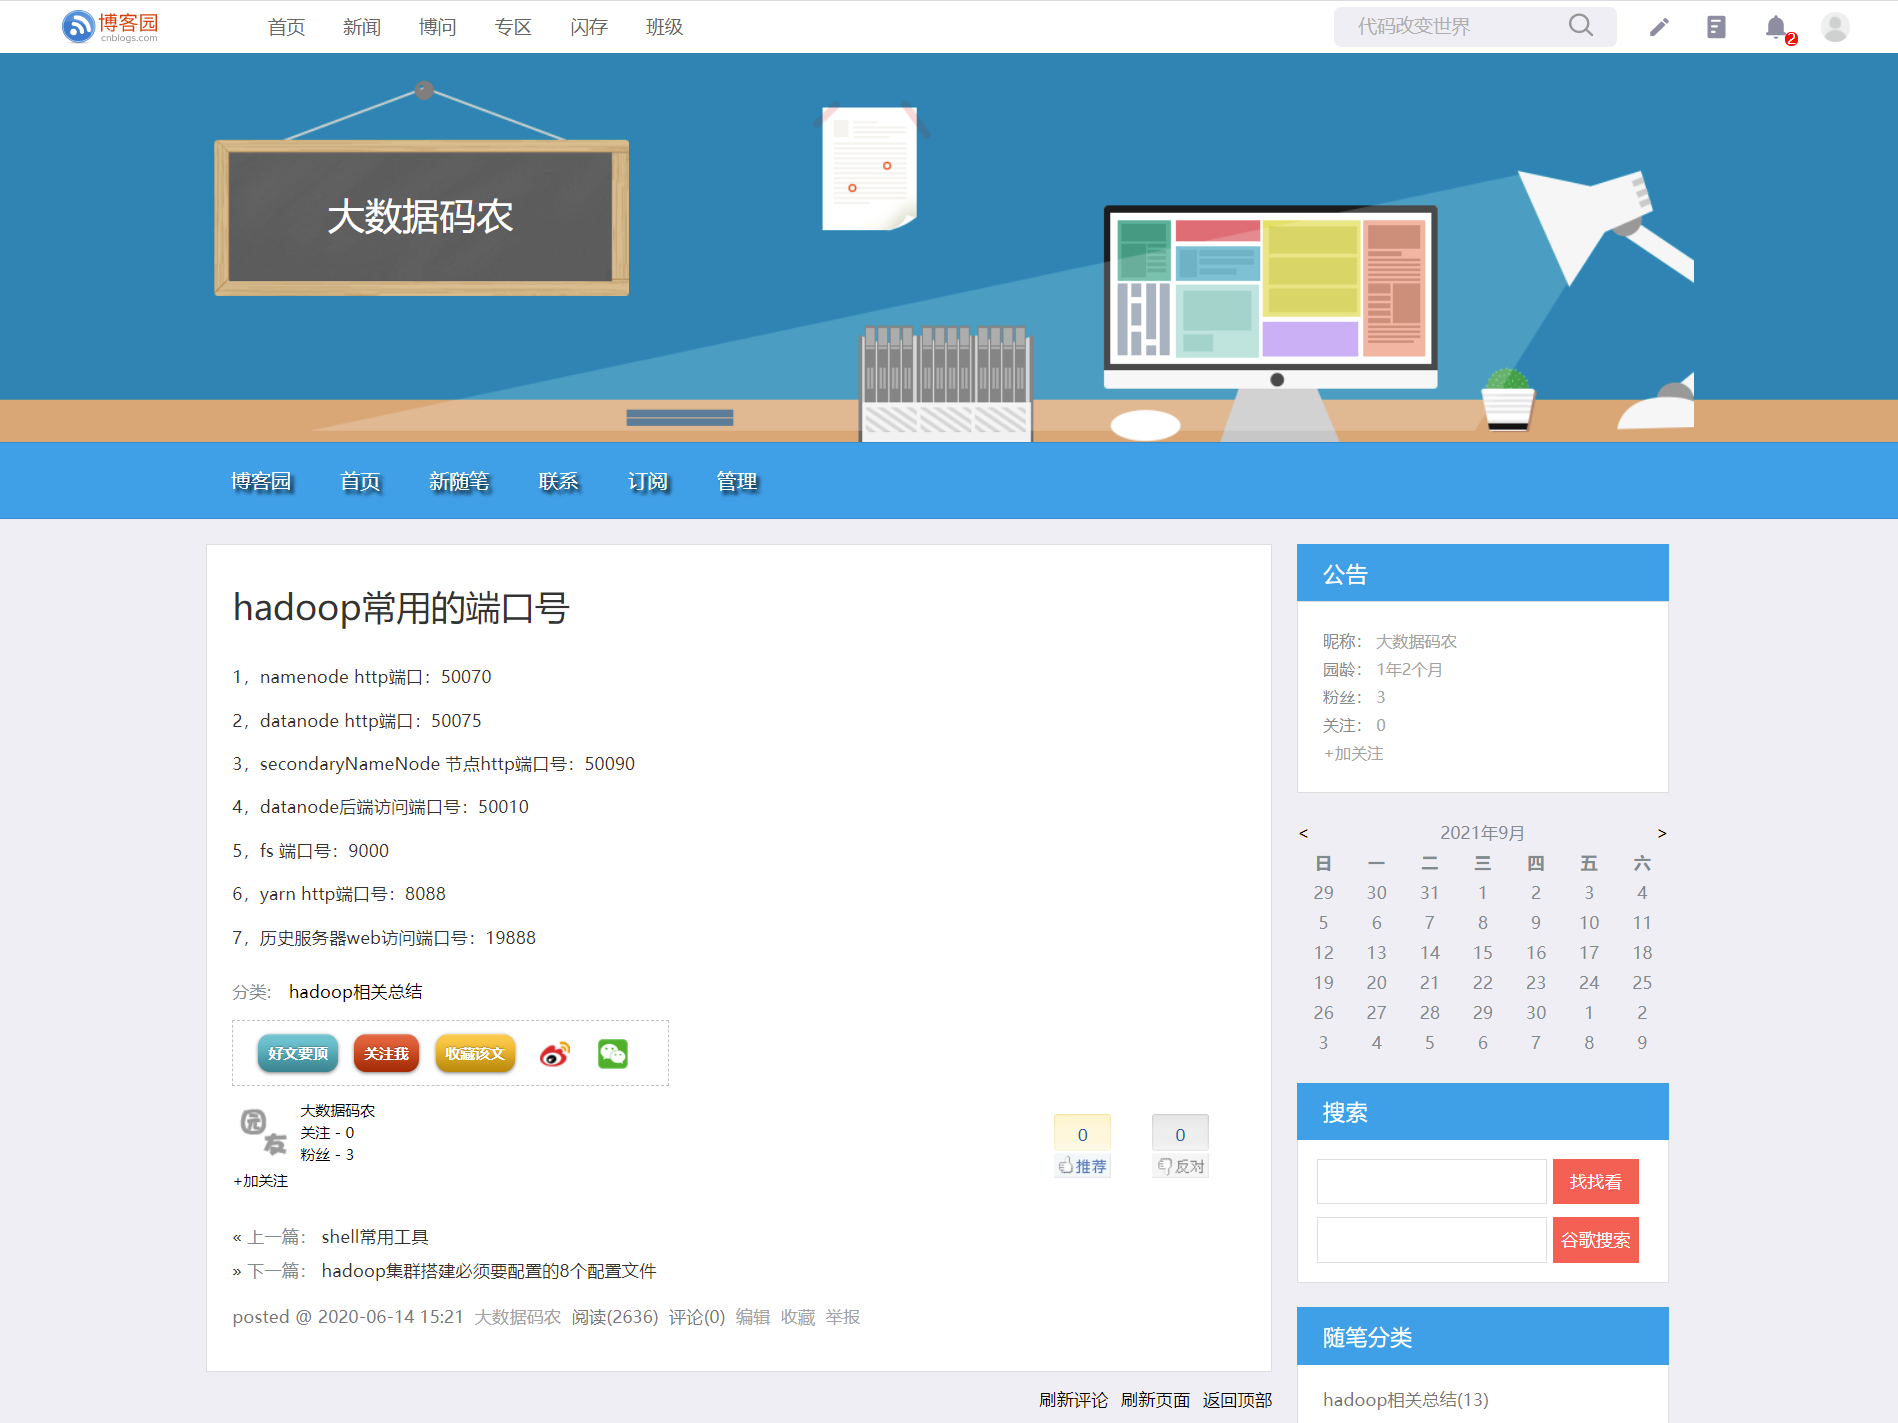 博客园
cnblogs.com
首页 新闻 博问 专区 闪存 班级
代码改变世界
2
大数据码农
博客园 首页 新随笔 联系 订阅 管理
hadoop常用的端口号
1，namenode http端口：50070
2，datanode http端口：50075
3，secondaryNameNode 节点http端口号：50090
4，datanode后端访问端口号：50010
5，fs 端口号：9000
6，yarn http端口号：8088
7，历史服务器web访问端口号：19888
分类: hadoop相关总结
好文要顶 关注我 收藏该文
园友
大数据码农
关注 - 0
粉丝 - 3
+加关注
0
推荐
0
反对
« 上一篇： shell常用工具
» 下一篇： hadoop集群搭建必须要配置的8个配置文件
posted @ 2020-06-14 15:21 大数据码农 阅读(2636) 评论(0) 编辑 收藏 举报
刷新评论 刷新页面 返回顶部
公告
昵称： 大数据码农
园龄： 1年2个月
粉丝： 3
关注： 0
+加关注
< 2021年9月 >
日 一 二 三 四 五 六
29 30 31 1 2 3 4
5 6 7 8 9 10 11
12 13 14 15 16 17 18
19 20 21 22 23 24 25
26 27 28 29 30 1 2
3 4 5 6 7 8 9
搜索
找找看
谷歌搜索
随笔分类
hadoop相关总结(13)